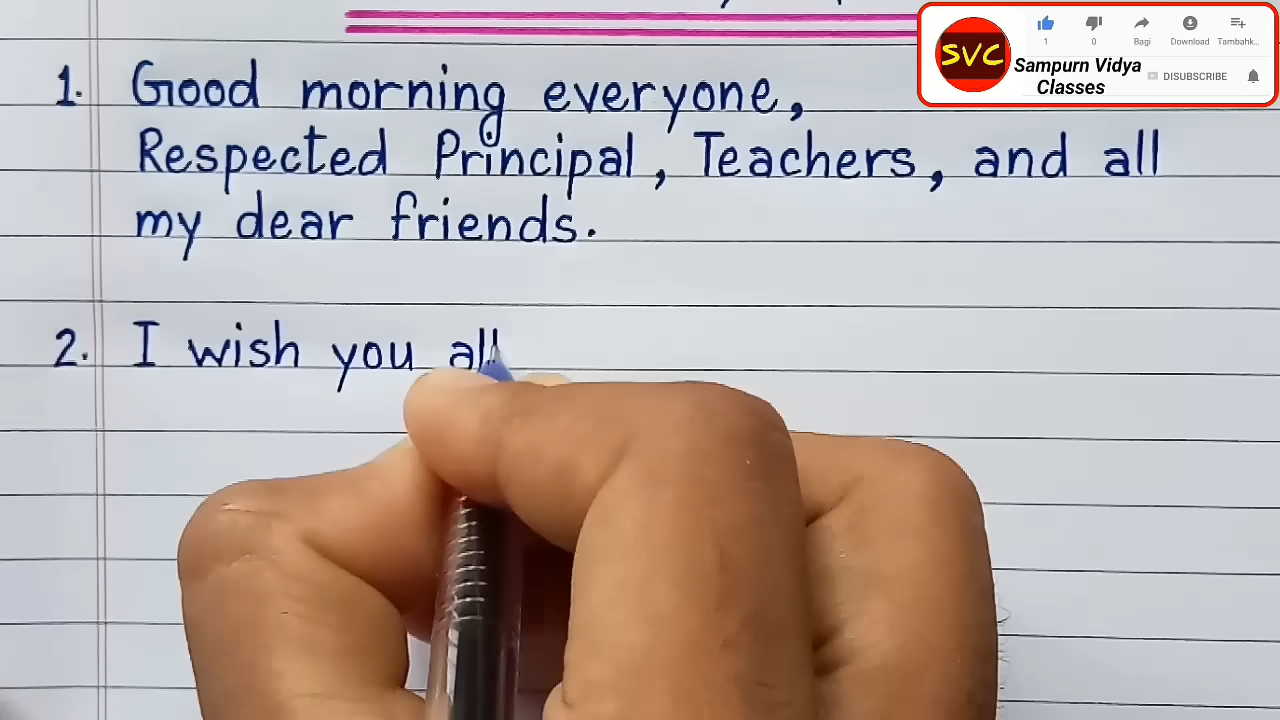 1. Good morning everyone,
Respected Principal, Teachers, and all
my dear friends.
2. I wish you all
SVC
Sampurn Vidya
Classes
1
0
Bagi
Download
Tambahk...
DISUBSCRIBE